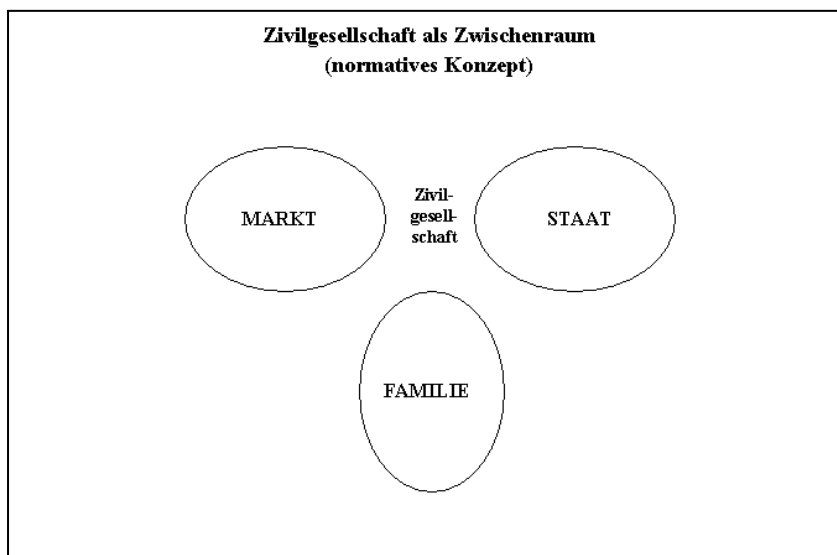 Zivilgesellschaft als Zwischenraum
(normatives Konzept)
MARKT
Zivil-
gesell-
schaft
STAAT
FAMILIE